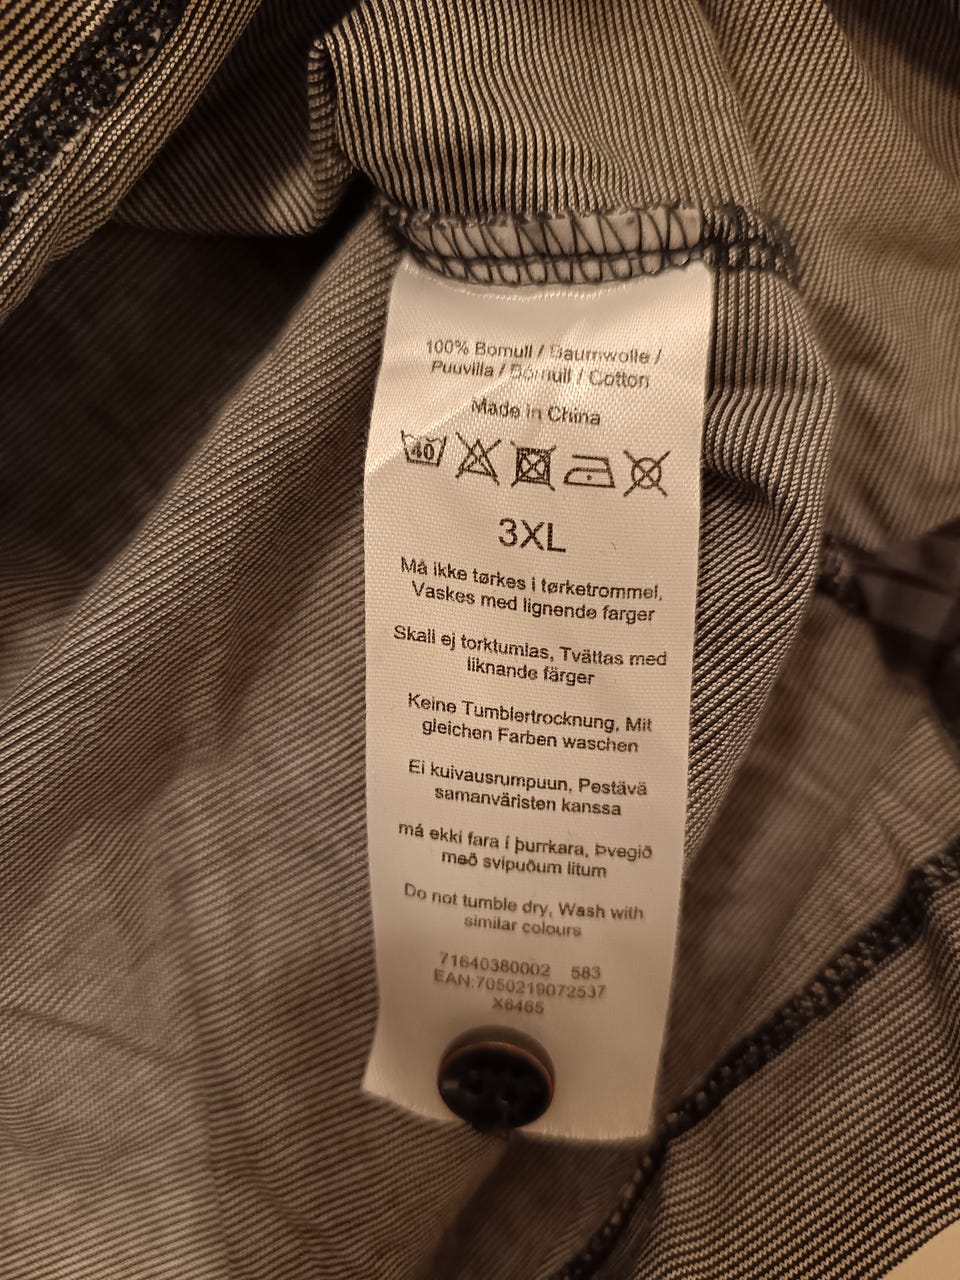 100% Bomull / Baumwolle /
Puuvilla / Bómull / Cotton
Made in China
40
3XL
Må ikke tørkes i tørketrommel,
Vaskes med lignende farger
Skall ej torktumlas, Tvättas med
liknande färger
Keine Tumblertrocknung, Mit
gleichen Farben waschen
Ei kuivausrumpuun, Pestävä
samanväristen kanssa
má ekki fara í þurrkara, Þvegið
með svipuðum litum
Do not tumble dry, Wash with
similar colours
71640380002 583
EAN:7050219072537
X6465